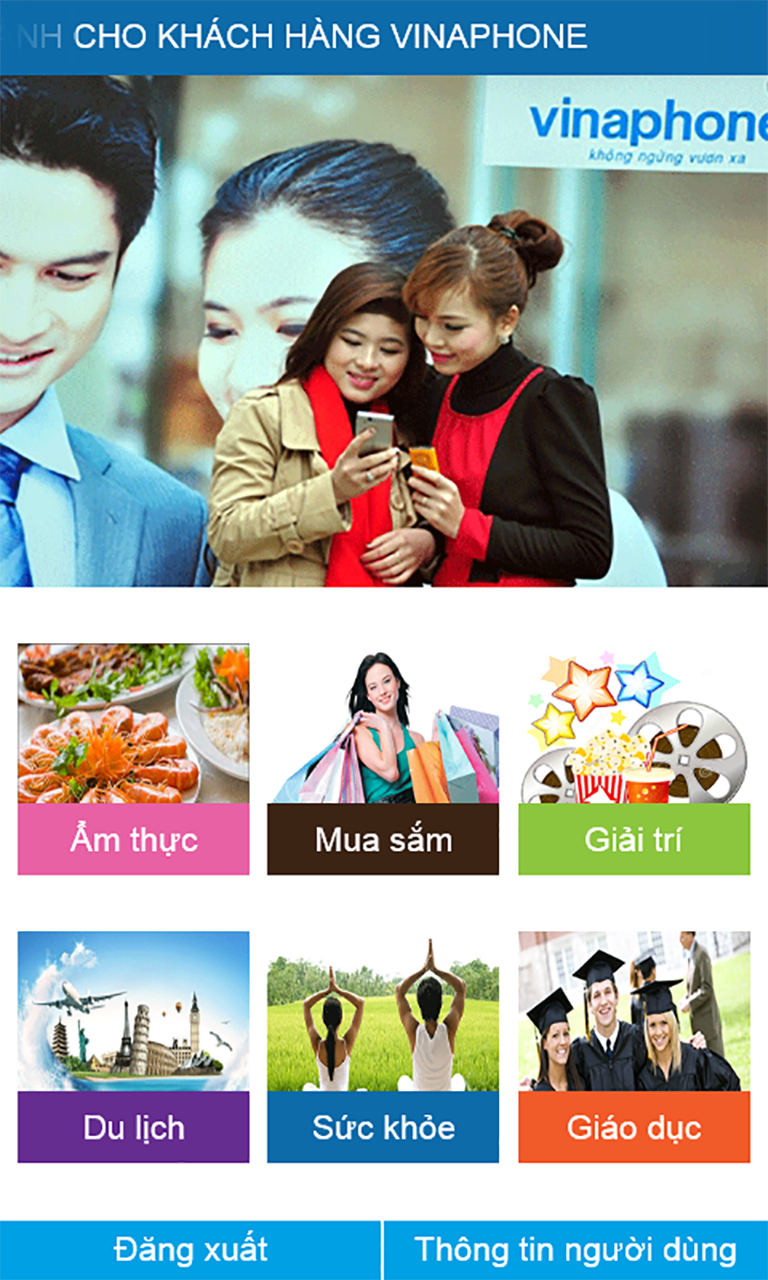 NH CHO KHÁCH HÀNG VINAPHONE
vinaphone
không ngừng vươn xa
Ẩm thực
Mua sắm
Giải trí
Du lịch
Sức khỏe
Giáo dục
Đăng xuất
Thông tin người dùng